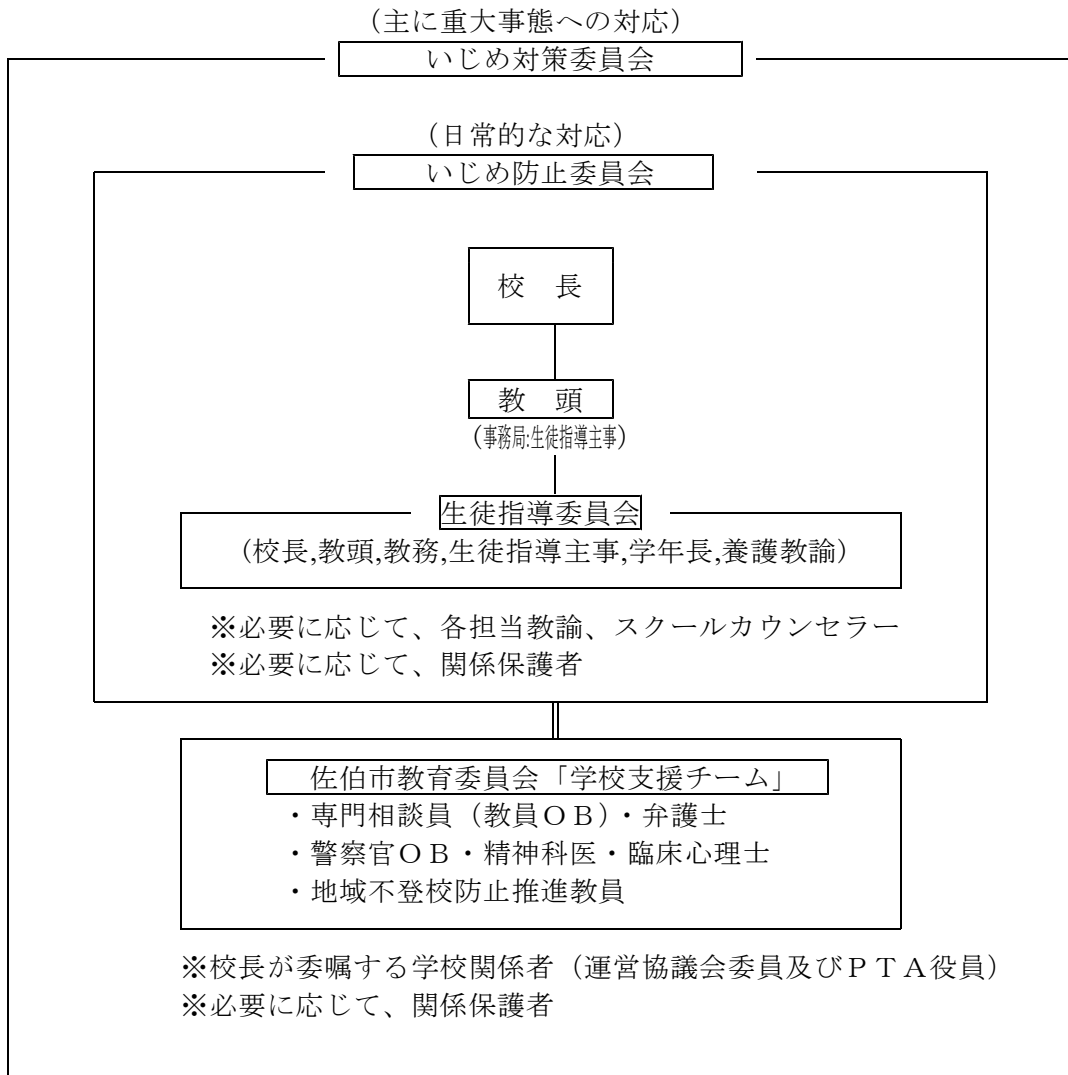 （主に重大事態への対応）
いじめ対策委員会
（日常的な対応）
いじめ防止委員会
校　長
教　頭
（事務局:生徒指導主事）
生徒指導委員会
（校長,教頭,教務,生徒指導主事,学年長,養護教諭）
※必要に応じて、各担当教諭、スクールカウンセラー
※必要に応じて、関係保護者
佐伯市教育委員会「学校支援チーム」
・専門相談員（教員ＯＢ）・弁護士
・警察官ＯＢ・精神科医・臨床心理士
・地域不登校防止推進教員
※校長が委嘱する学校関係者（運営協議会委員及びＰＴＡ役員）
※必要に応じて、関係保護者